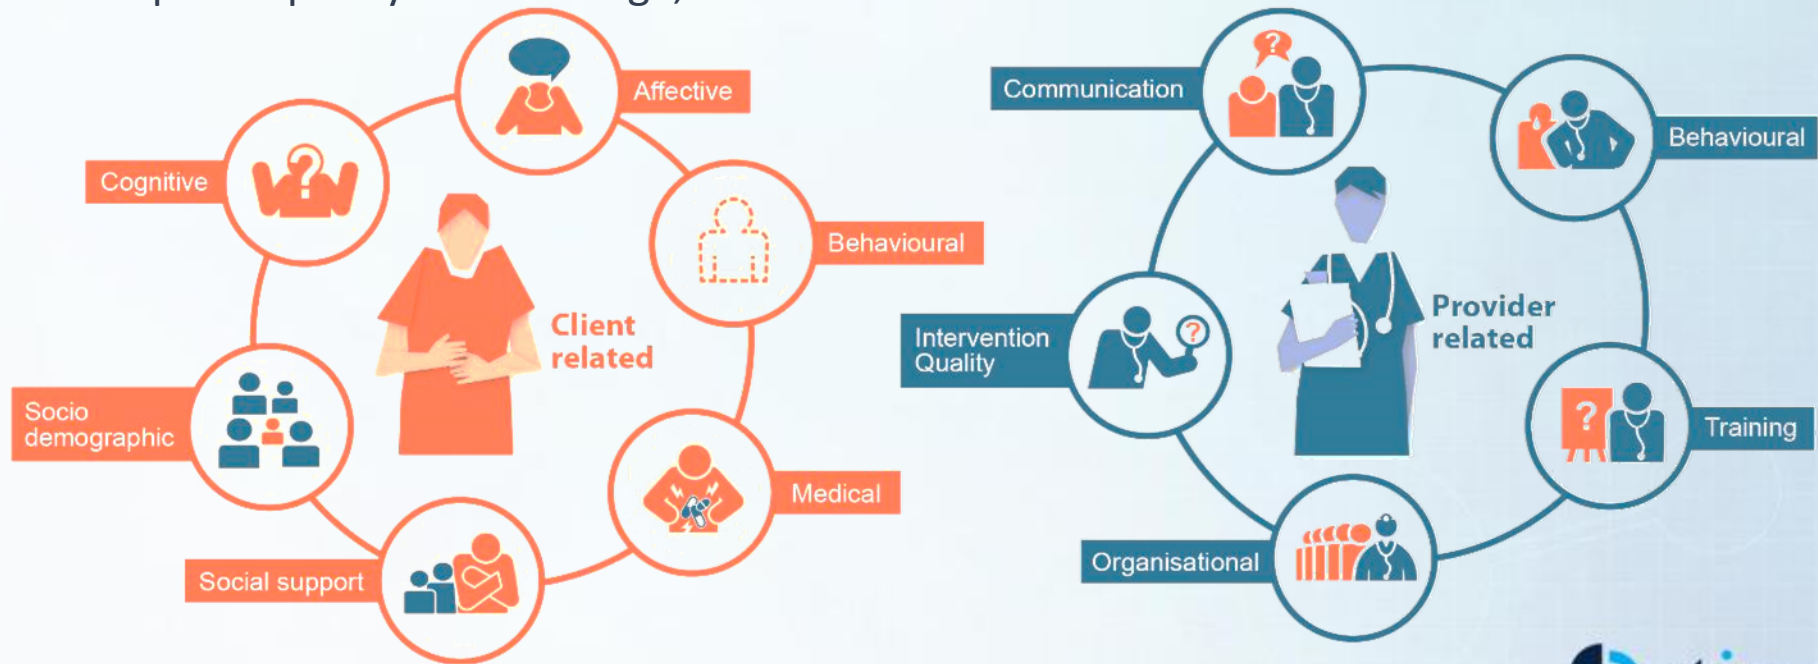 Affective
Cognitive
Behavioural
Client
related
Socio
demographic
Medical
Social support
Communication
Behavioural
Intervention
Quality
Provider
related
Training
Organisational
?
?
?
?